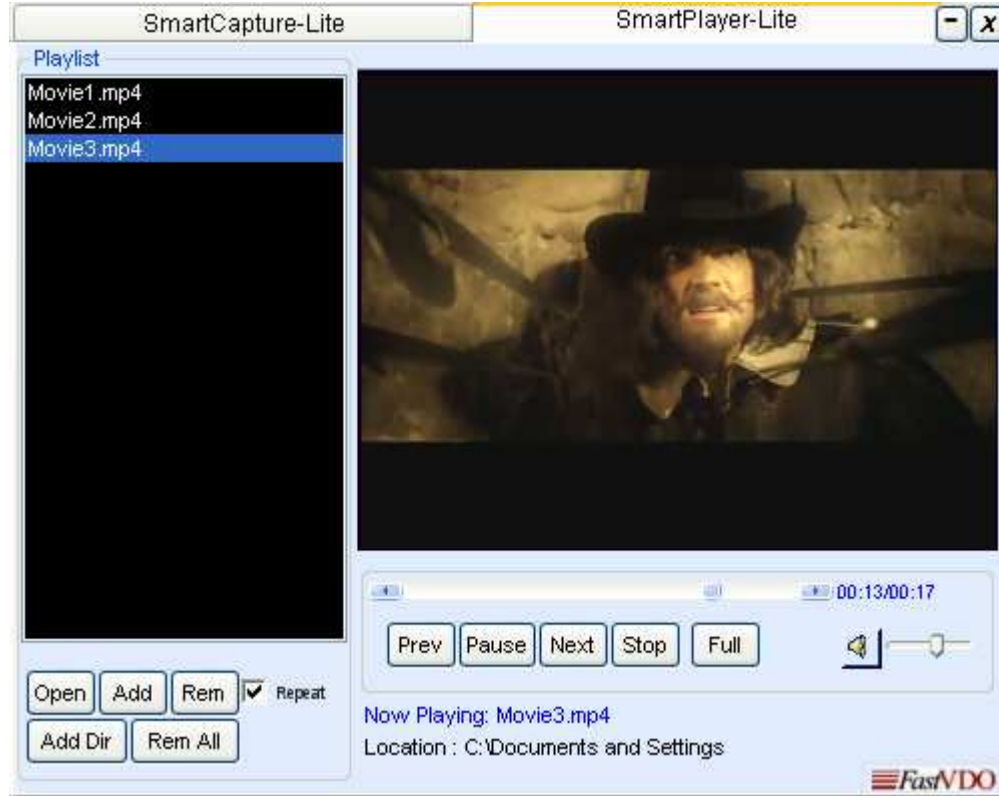 SmartCapture-Lite
SmartPlayer-Lite
- X
Playlist
Movie1.mp4
Movie2.mp4
Movie3.mp4
00:13/00:17
Prev Pause Next Stop Full
Open Add Rem Repeat
Add Dir Rem All
Now Playing: Movie3.mp4
Location : C:\Documents and Settings
FastVDO